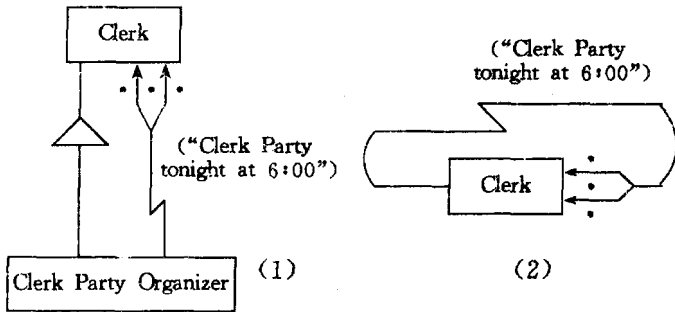 Clerk
("Clerk Party
tonight at 6:00")
Clerk Party Organizer
(1)
("Clerk Party
tonight at 6:00")
Clerk
(2)